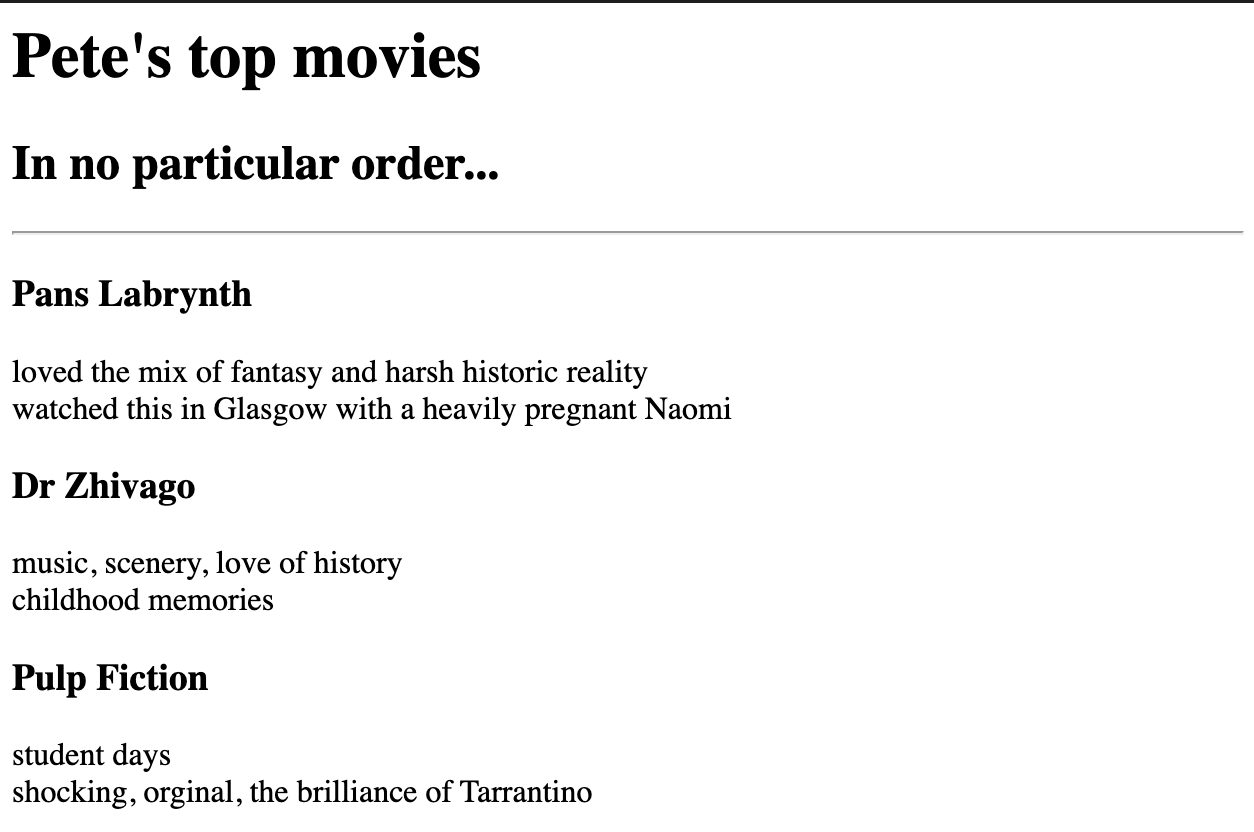 Pete's top movies
In no particular order...
Pans Labrynth
loved the mix of fantasy and harsh historic reality
watched this in Glasgow with a heavily pregnant Naomi
Dr Zhivago
music, scenery, love of history
childhood memories
Pulp Fiction
student days
shocking, orginal, the brilliance of Tarrantino